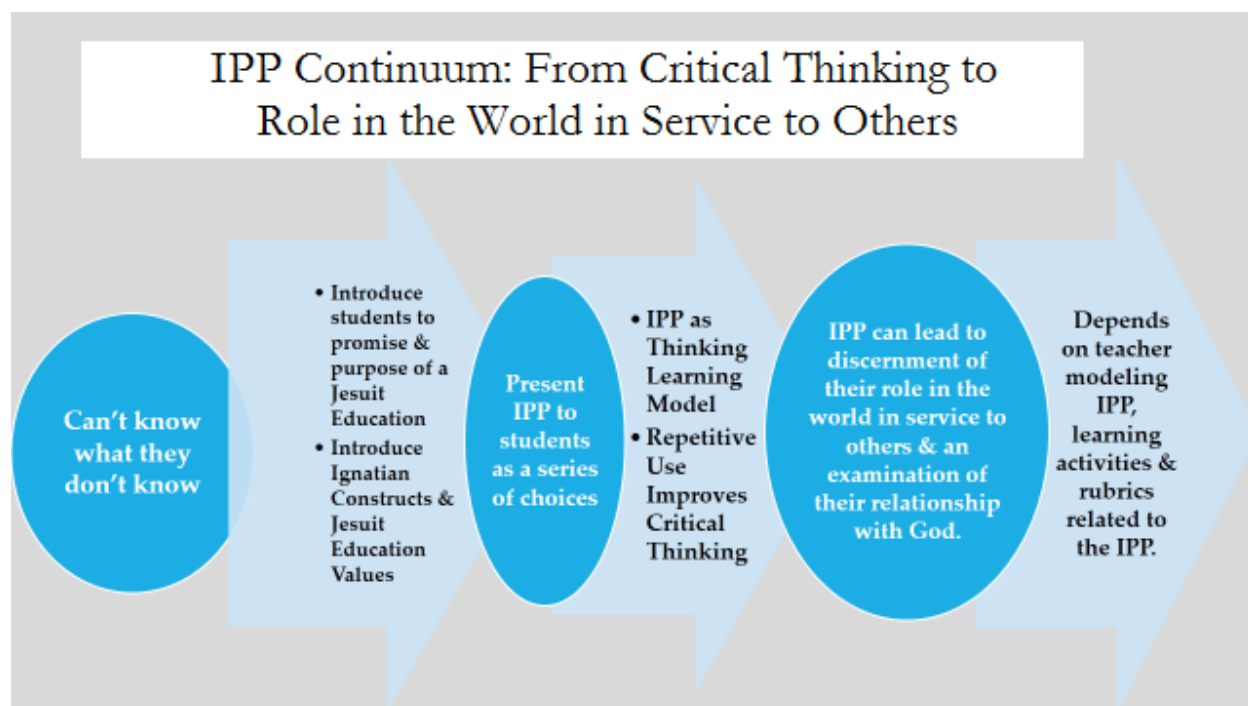 IPP Continuum: From Critical Thinking to
Role in the World in Service to Others
Can't know
what they
don't know
• Introduce
students to
promise &
purpose of a
Jesuit
Education
• Introduce
Ignatian
Constructs &
Jesuit
Education
Values
Present
IPP to
students
as a series
of choices
• IPP as
Thinking
Learning
Model
• Repetitive
Use
Improves
Critical
Thinking
IPP can lead to
discernment of
their role in the
world in service to
others & an
examination of
their relationship
with God.
Depends
on teacher
modeling
IPP,
learning
activities &
rubrics
related to
the IPP.